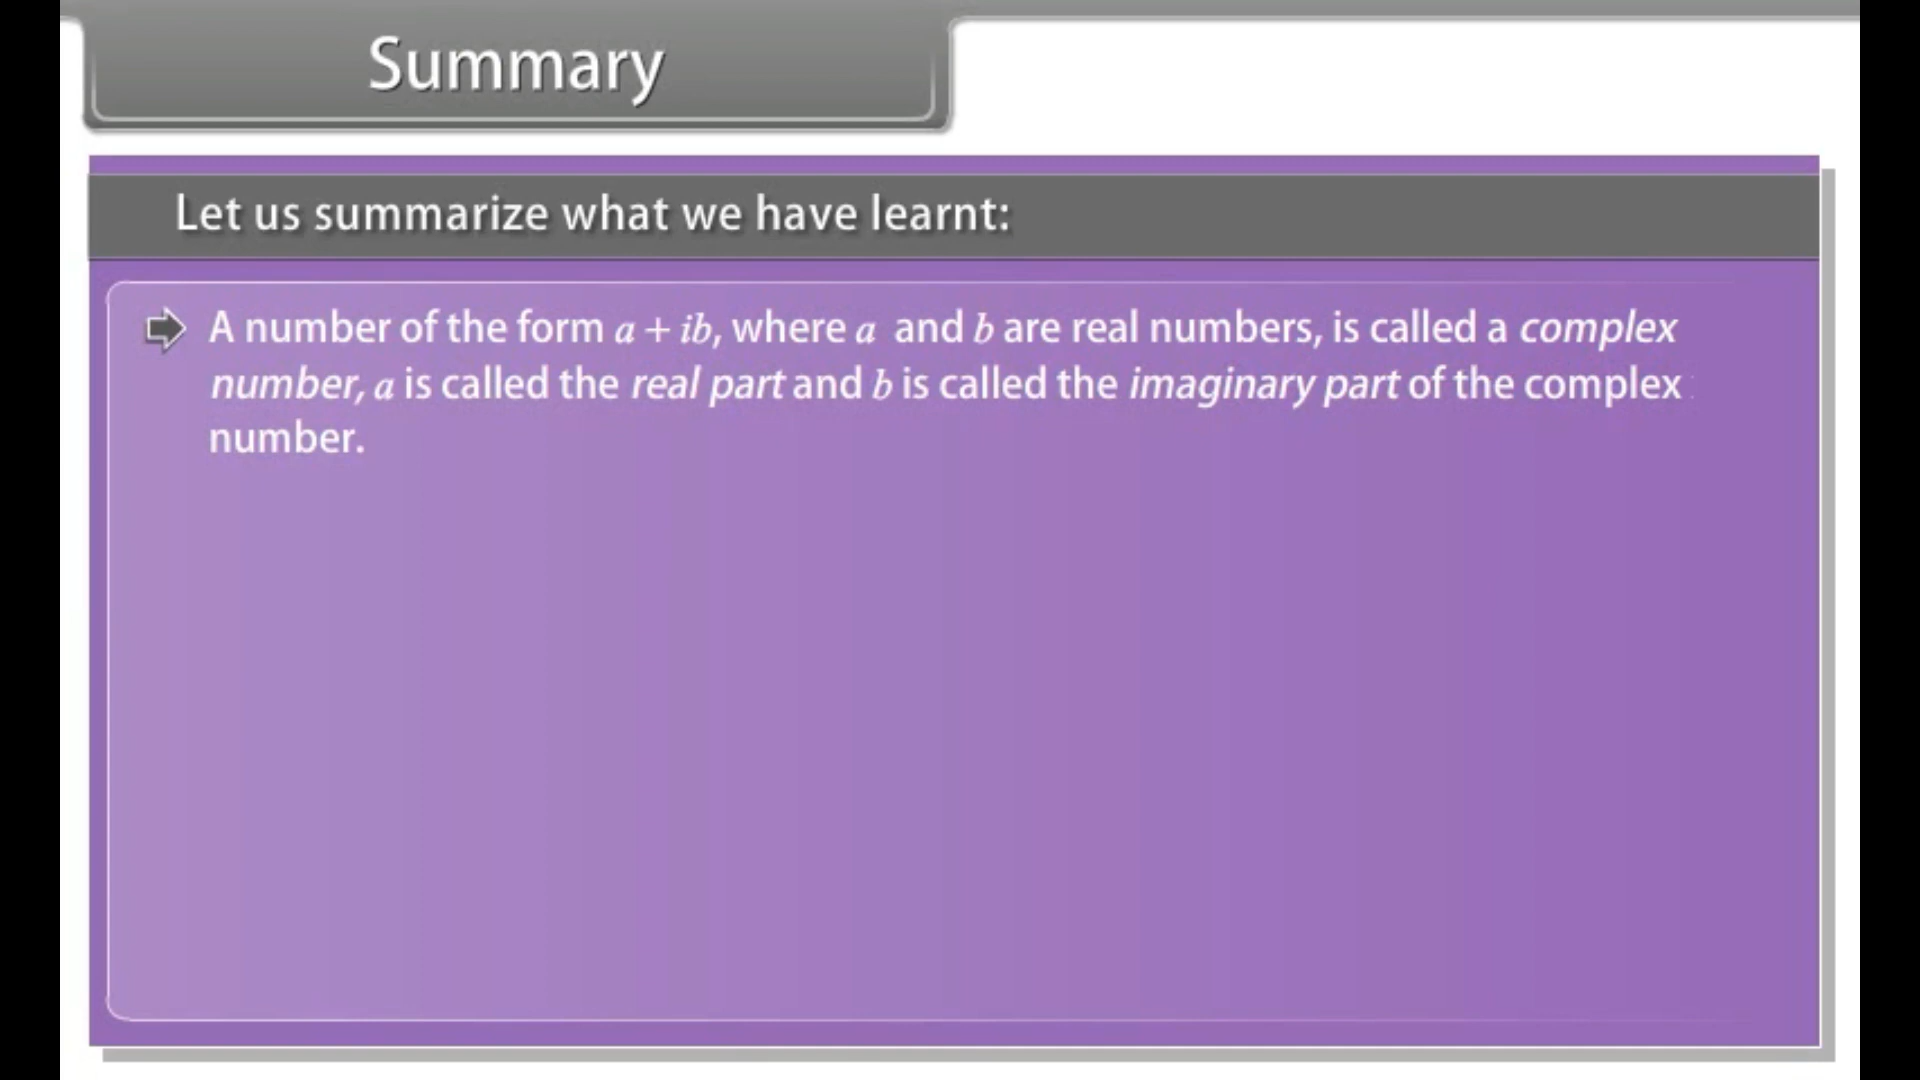 Summary
Let us summarize what we have learnt:
A number of the form a + ib, where a and b are real numbers, is called a complex
number, a is called the real part and b is called the imaginary part of the complex
number.